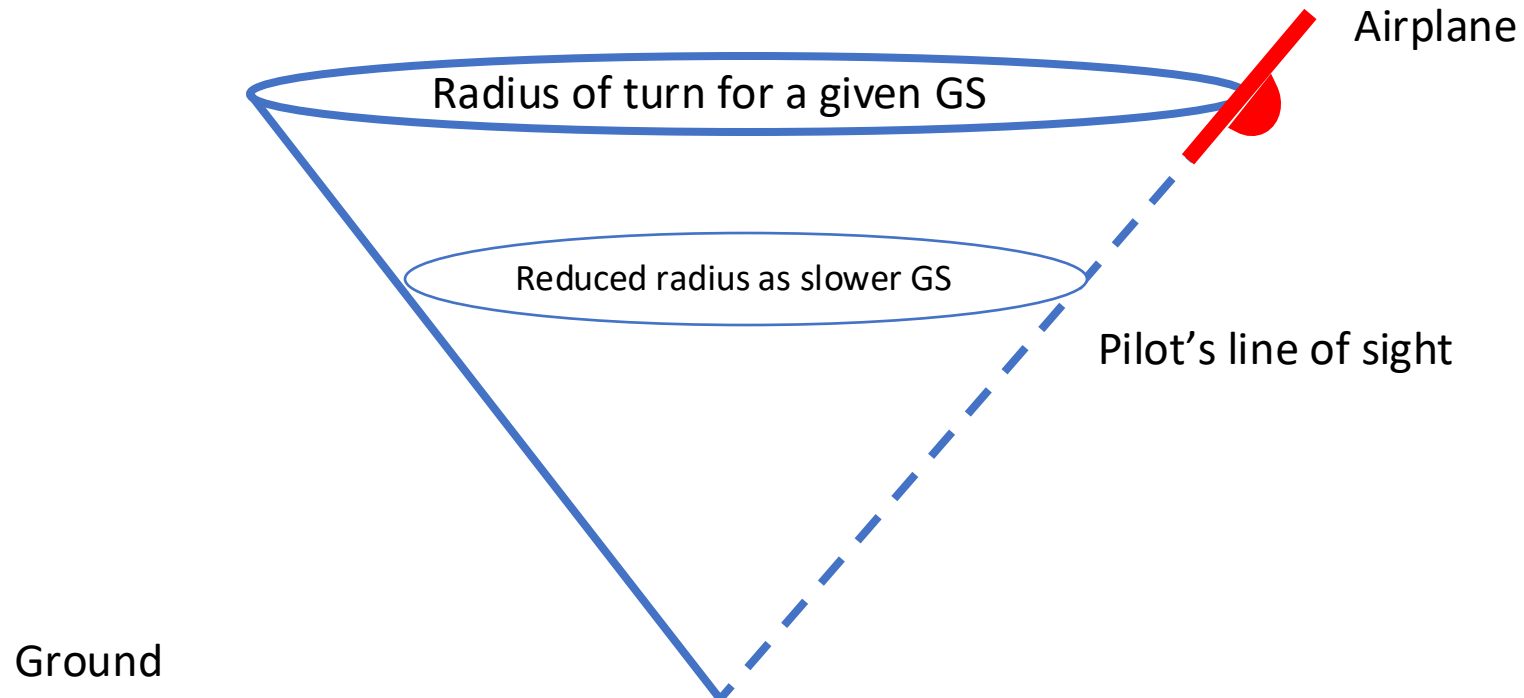 Airplane
Radius of turn for a given GS
Reduced radius as slower GS
Pilot’s line of sight
Ground